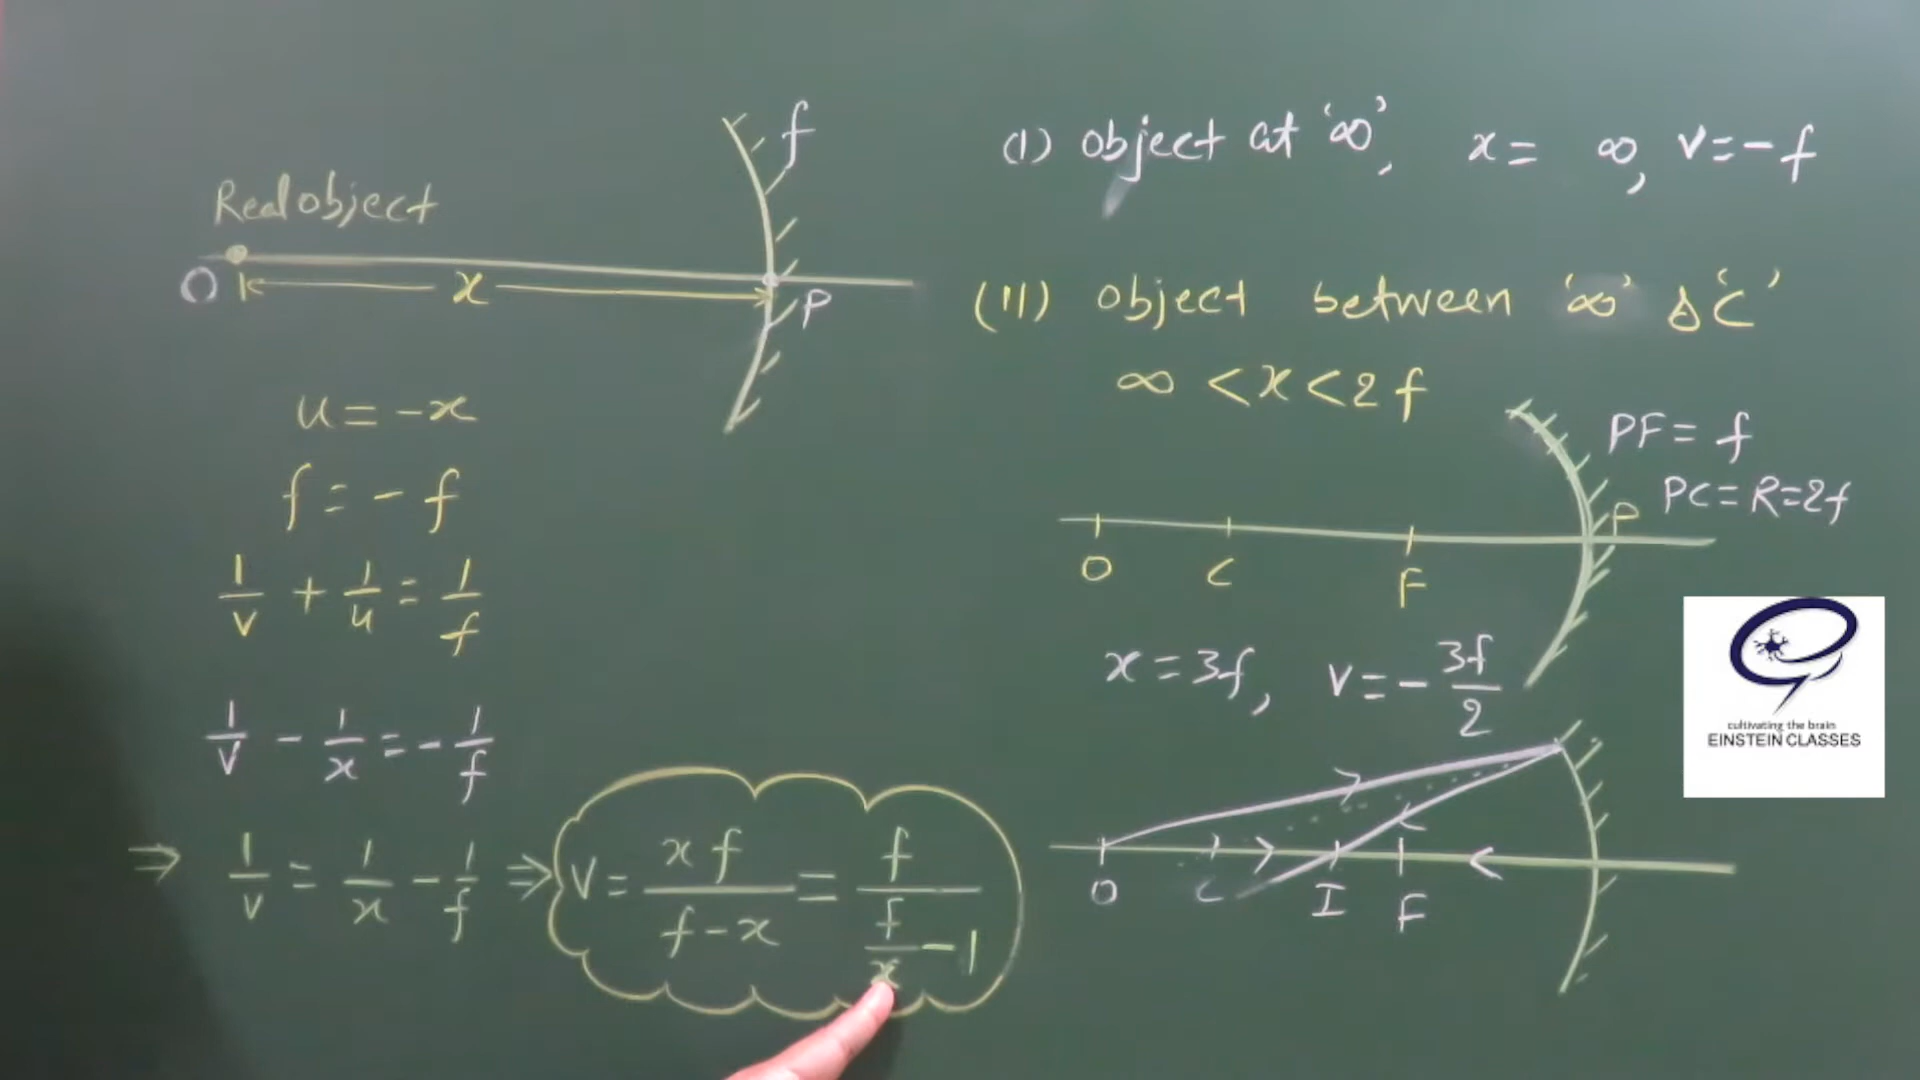 f
Real object
O x P
u = -x
f = - f
1/v + 1/u = 1/f
1/v - 1/x = - 1/f
⇒ 1/v = 1/x - 1/f ⇒ v = xf/(f-x) = f/(f/x - 1)
(I) object at '∞', x = ∞, v = - f
(II) object between '∞' & 'C'
∞ < x < 2f
PF = f
PC = R = 2f
P
O C F
x = 3f, v = - 3f/2
O C I F
cultivating the brain
EINSTEIN CLASSES